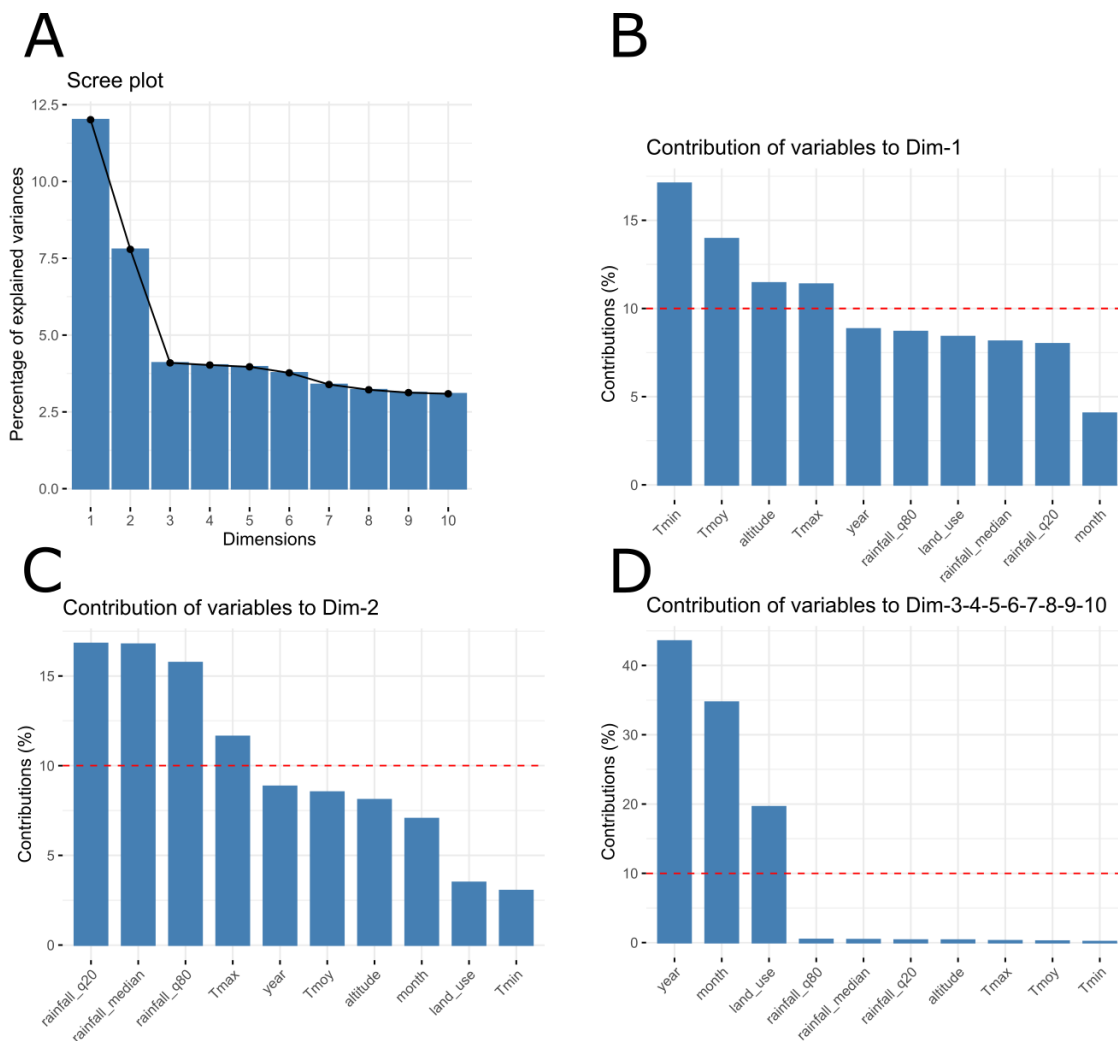 A
Scree plot
Percentage of explained variances
12.5
10.0
7.5
5.0
2.5
0.0
1 2 3 4 5 6 7 8 9 10
Dimensions
B
Contribution of variables to Dim-1
Contributions (%)
15
10
5
0
Tmin
Tmoy
altitude
Tmax
year
rainfall_q80
land_use
rainfall_median
rainfall_q20
month
C
Contribution of variables to Dim-2
Contributions (%)
15
10
5
0
rainfall_q20
rainfall_median
rainfall_q80
Tmax
year
Tmoy
altitude
month
land_use
Tmin
D
Contribution of variables to Dim-3-4-5-6-7-8-9-10
Contributions (%)
40
30
20
10
0
year
month
land_use
rainfall_q80
rainfall_median
rainfall_q20
altitude
Tmax
Tmoy
Tmin